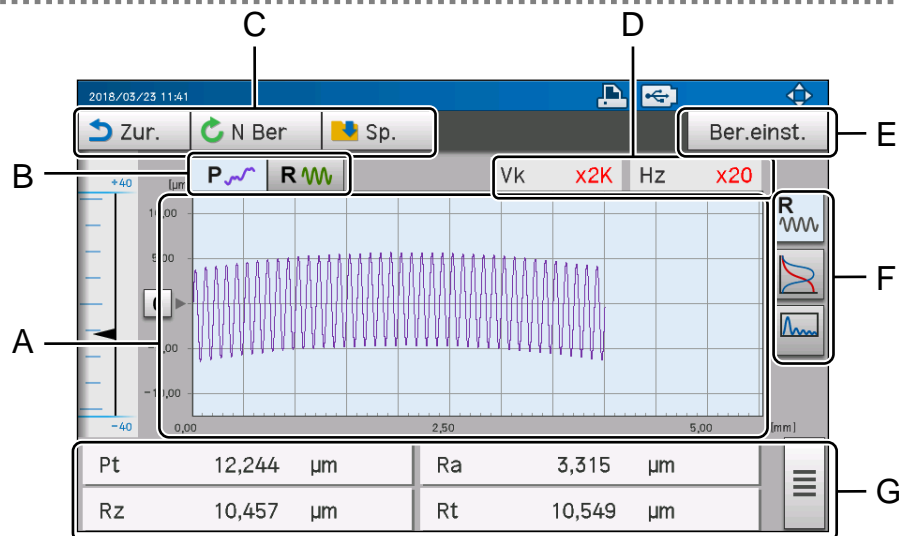 C D
2018/03/23 11:41
Zur. N Ber Sp. Ber.einst. E
B P R Vk x2K Hz x20
+40 [µm
10,00 R
5,00 F
A
-10,00
-40 0,00 2,50 5,00 [mm]
Pt 12,244 µm Ra 3,315 µm
G
Rz 10,457 µm Rt 10,549 µm